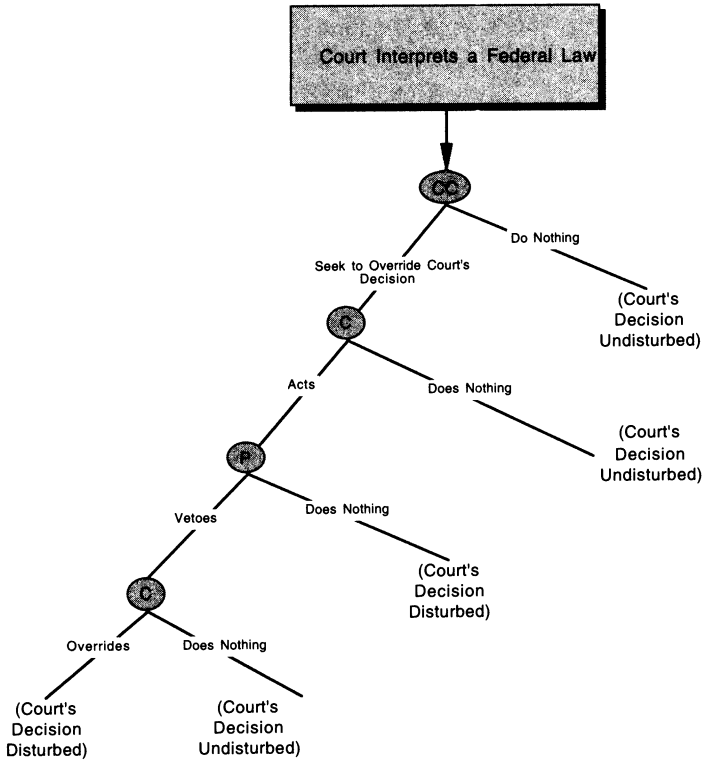 Court Interprets a Federal Law
CC
Do Nothing
Seek to Override Court's
Decision
(Court's
Decision
Undisturbed)
C
Acts
Does Nothing
(Court's
Decision
Undisturbed)
P
Vetoes
Does Nothing
(Court's
Decision
Disturbed)
C
Overrides
Does Nothing
(Court's
Decision
Disturbed)
(Court's
Decision
Undisturbed)